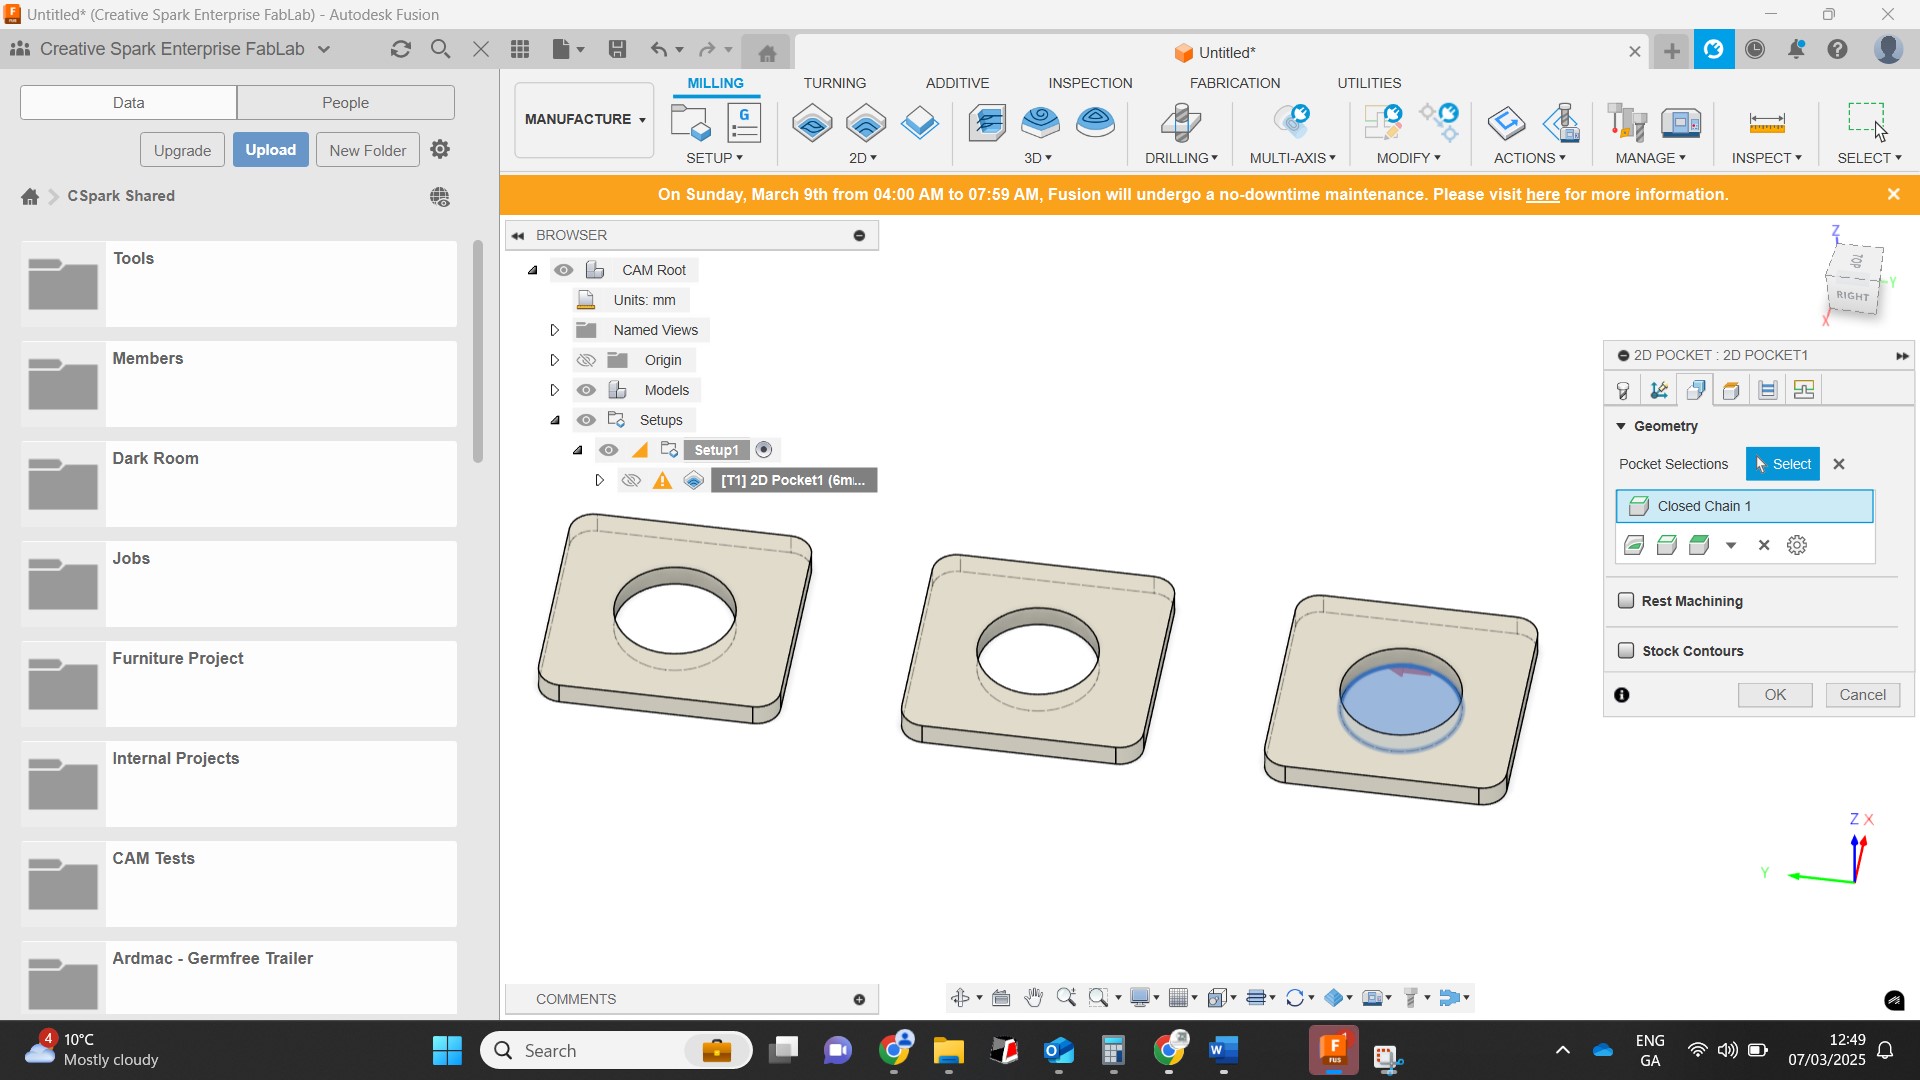 Untitled* (Creative Spark Enterprise FabLab) - Autodesk Fusion
Creative Spark Enterprise FabLab
Untitled*
Data
People
Upgrade
Upload
New Folder
CSpark Shared
Tools
Members
Dark Room
Jobs
Furniture Project
Internal Projects
CAM Tests
Ardmac - Germfree Trailer
MANUFACTURE
MILLING
TURNING
ADDITIVE
INSPECTION
FABRICATION
UTILITIES
G
SETUP
2D
3D
DRILLING
MULTI-AXIS
MODIFY
ACTIONS
MANAGE
INSPECT
SELECT
On Sunday, March 9th from 04:00 AM to 07:59 AM, Fusion will undergo a no-downtime maintenance. Please visit here for more information.
BROWSER
CAM Root
Units: mm
Named Views
Origin
Models
Setups
Setup1
[T1] 2D Pocket1 (6m...
Z
TOP
RIGHT
Y
X
2D POCKET : 2D POCKET1
Geometry
Pocket Selections
Select
Closed Chain 1
Rest Machining
Stock Contours
OK
Cancel
Z X
Y
COMMENTS
4
10°C
Mostly cloudy
Search
F
FUS
ENG
GA
12:49
07/03/2025